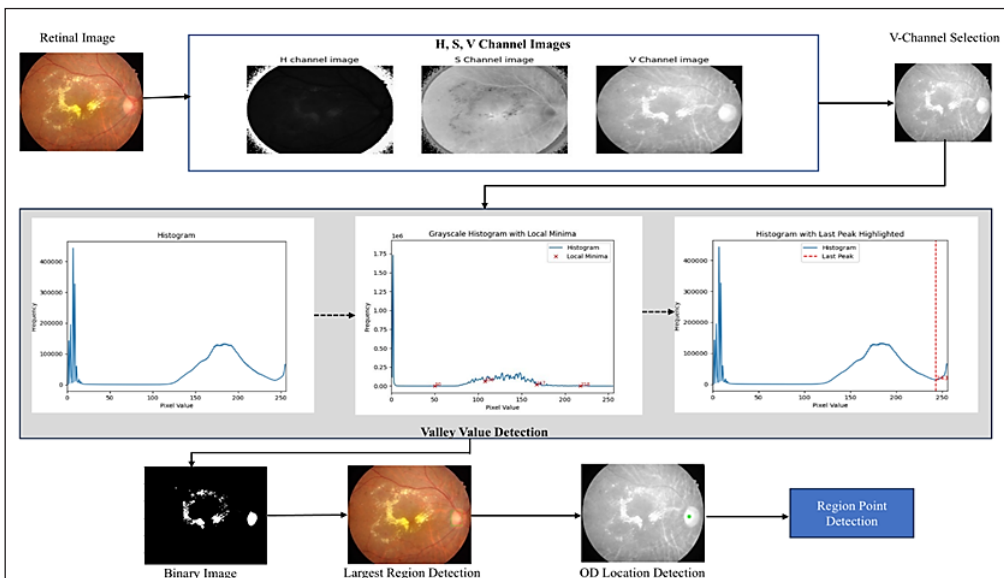 Retinal Image
H, S, V Channel Images
V-Channel Selection
H channel image
S Channel image
V Channel image
Histogram
Frequency
400000
300000
200000
100000
0
0 50 100 150 200 250
Pixel Value
Grayscale Histogram with Local Minima
1e6
Histogram
Local Minima
Frequency
1.75
1.50
1.25
1.00
0.75
0.50
0.25
0.00
0 50 100 150 200 250
Pixel Value
Histogram with Last Peak Highlighted
Histogram
Last Peak
Frequency
400000
300000
200000
100000
0
0 50 100 150 200 250
Pixel Value
Valley Value Detection
Binary Image
Largest Region Detection
OD Location Detection
Region Point
Detection